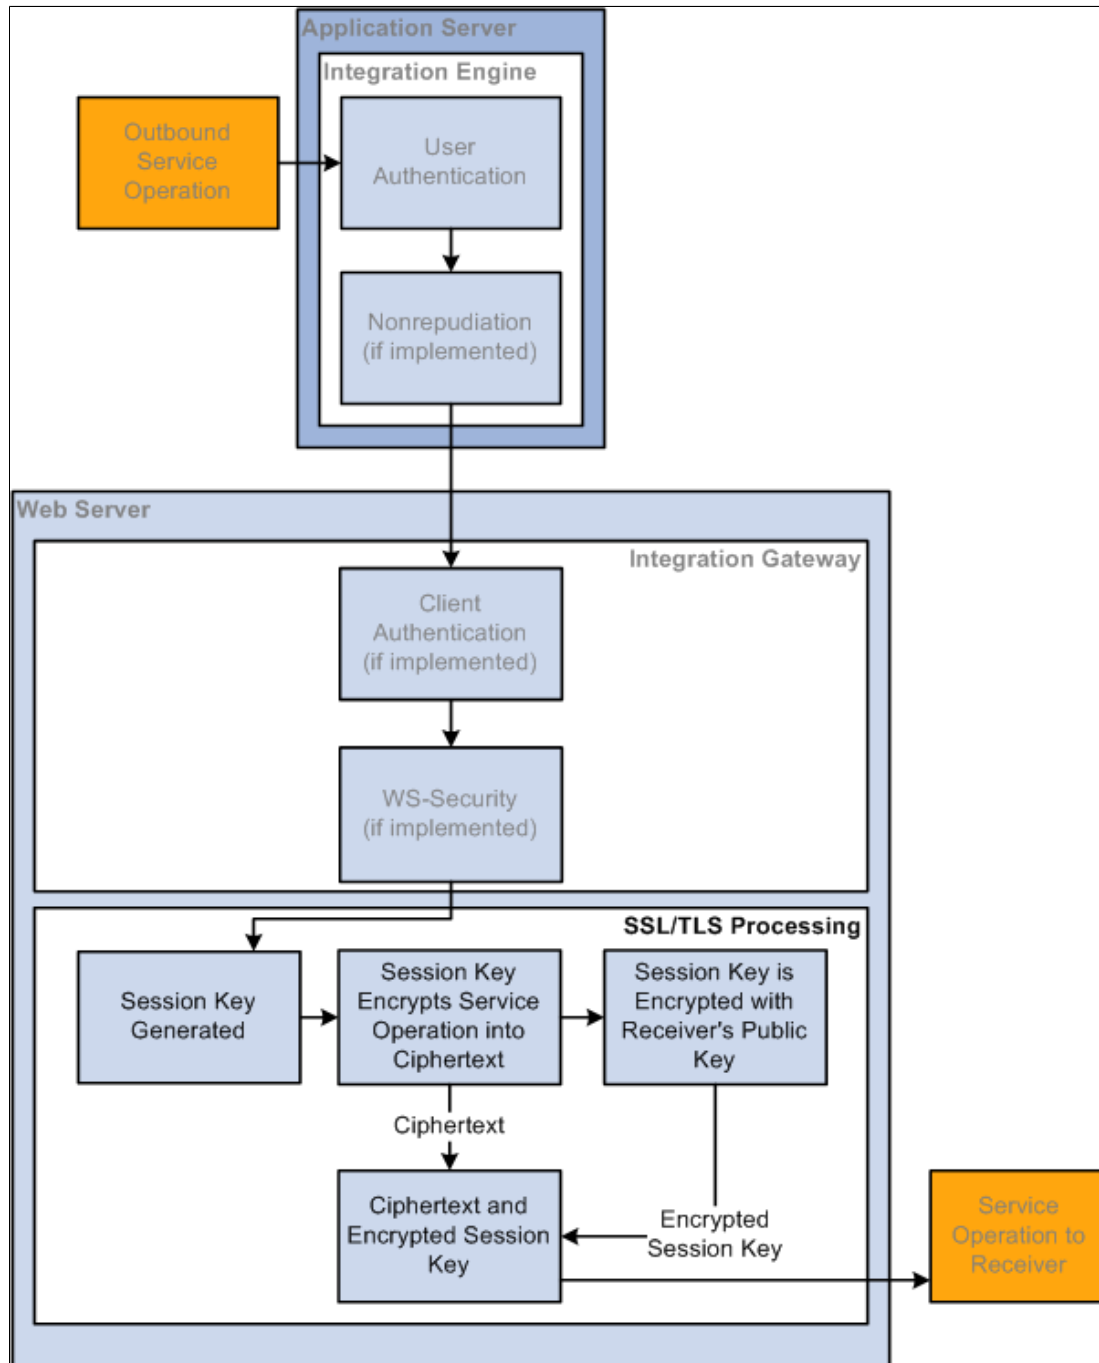 Application Server
Integration Engine
Outbound
Service
Operation
User
Authentication
Nonrepudiation
(if implemented)
Web Server
Integration Gateway
Client
Authentication
(if implemented)
WS-Security
(if implemented)
SSL/TLS Processing
Session Key
Generated
Session Key
Encrypts Service
Operation into
Ciphertext
Session Key is
Encrypted with
Receiver's Public
Key
Ciphertext
Ciphertext and
Encrypted Session
Key
Encrypted
Session Key
Service
Operation to
Receiver